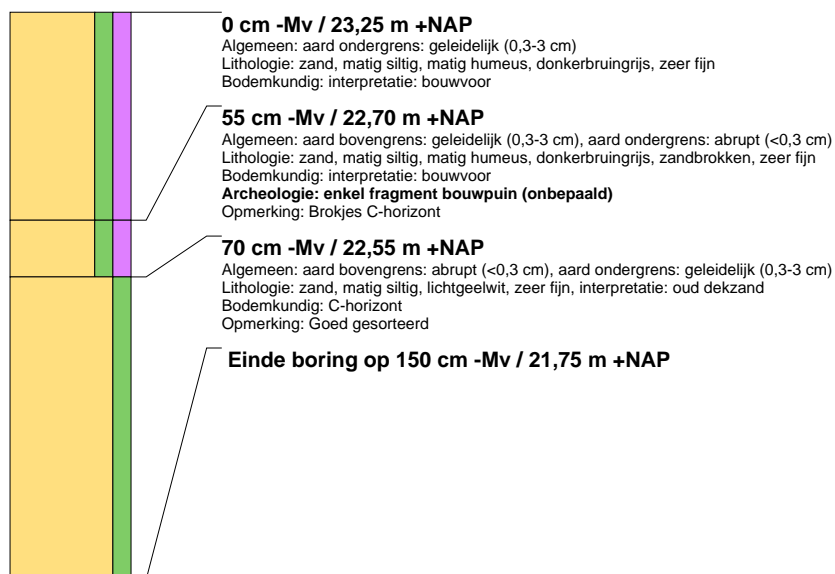 0 cm -Mv / 23,25 m +NAP
Algemeen: aard ondergrens: geleidelijk (0,3-3 cm)
Lithologie: zand, matig siltig, matig humeus, donkerbruingrijs, zeer fijn
Bodemkundig: interpretatie: bouwvoor
55 cm -Mv / 22,70 m +NAP
Algemeen: aard bovengrens: geleidelijk (0,3-3 cm), aard ondergrens: abrupt (<0,3 cm)
Lithologie: zand, matig siltig, matig humeus, donkerbruingrijs, zandbrokken, zeer fijn
Bodemkundig: interpretatie: bouwvoor
Archeologie: enkel fragment bouwpuin (onbepaald)
Opmerking: Brokjes C-horizont
70 cm -Mv / 22,55 m +NAP
Algemeen: aard bovengrens: abrupt (<0,3 cm), aard ondergrens: geleidelijk (0,3-3 cm)
Lithologie: zand, matig siltig, lichtgeelwit, zeer fijn, interpretatie: oud dekzand
Bodemkundig: C-horizont
Opmerking: Goed gesorteerd
Einde boring op 150 cm -Mv / 21,75 m +NAP